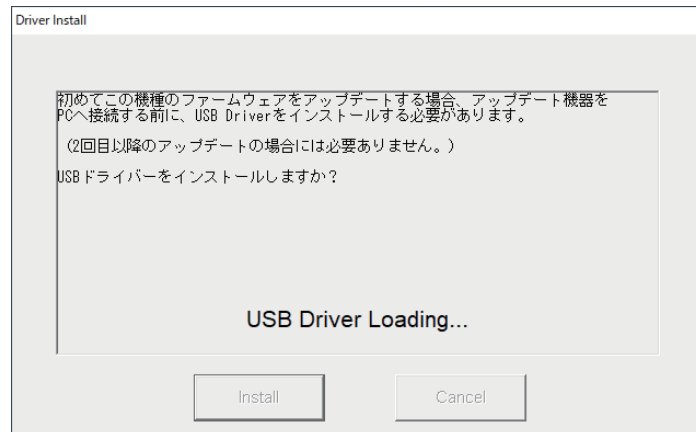 Driver Install
初めてこの機種のファームウェアをアップデートする場合、アップデート機器を
PCへ接続する前に、USB Driverをインストールする必要があります。
（2回目以降のアップデートの場合には必要ありません。）
USBドライバーをインストールしますか？
USB Driver Loading...
Install
Cancel